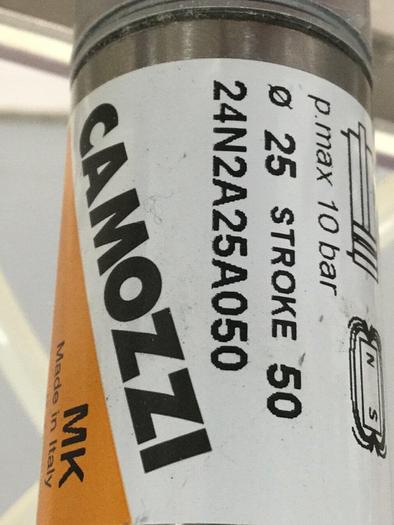 p.max 10 bar
ø 25 STROKE 50
24N2A25A050
CAMOZZI
MK
Made in Italy
N S